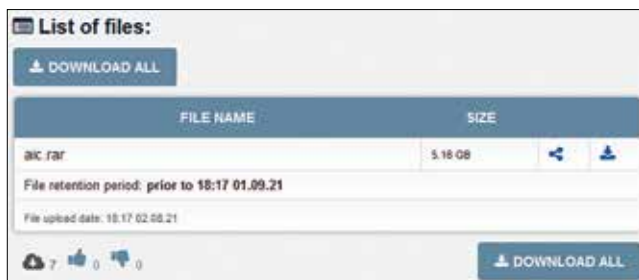 List of files:
DOWNLOAD ALL
FILE NAME SIZE
aic.rar 5.16 GB
File retention period: prior to 18:17 01.09.21
File upload date: 18:17 02.08.21
7 0 0
DOWNLOAD ALL